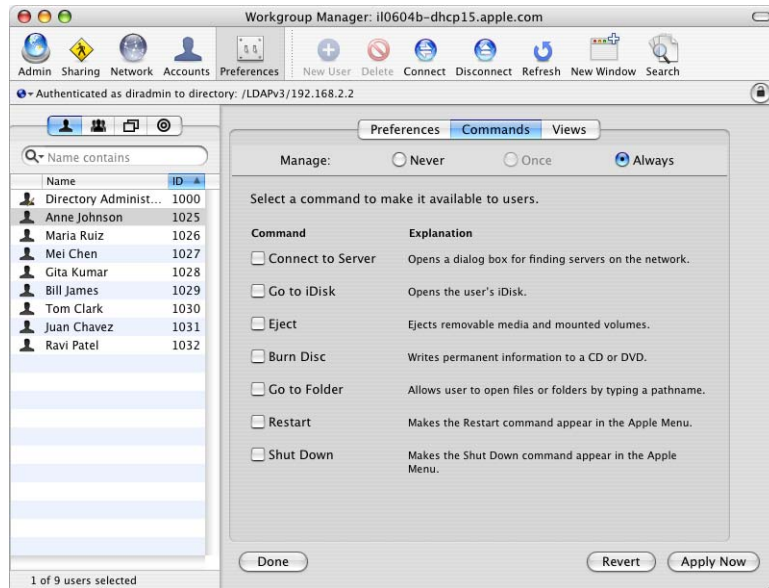 Workgroup Manager: il0604b-dhcp15.apple.com
Admin Sharing Network Accounts Preferences New User Delete Connect Disconnect Refresh New Window Search
Authenticated as diradmin to directory: /LDAPv3/192.168.2.2
Preferences Commands Views
Name contains
Manage: Never Once Always
Name ID
Directory Administ... 1000
Anne Johnson 1025
Maria Ruiz 1026
Mei Chen 1027
Gita Kumar 1028
Bill James 1029
Tom Clark 1030
Juan Chavez 1031
Ravi Patel 1032
Select a command to make it available to users.
Command Explanation
Connect to Server Opens a dialog box for finding servers on the network.
Go to iDisk Opens the user's iDisk.
Eject Ejects removable media and mounted volumes.
Burn Disc Writes permanent information to a CD or DVD.
Go to Folder Allows user to open files or folders by typing a pathname.
Restart Makes the Restart command appear in the Apple Menu.
Shut Down Makes the Shut Down command appear in the Apple
Menu.
Done Revert Apply Now
1 of 9 users selected